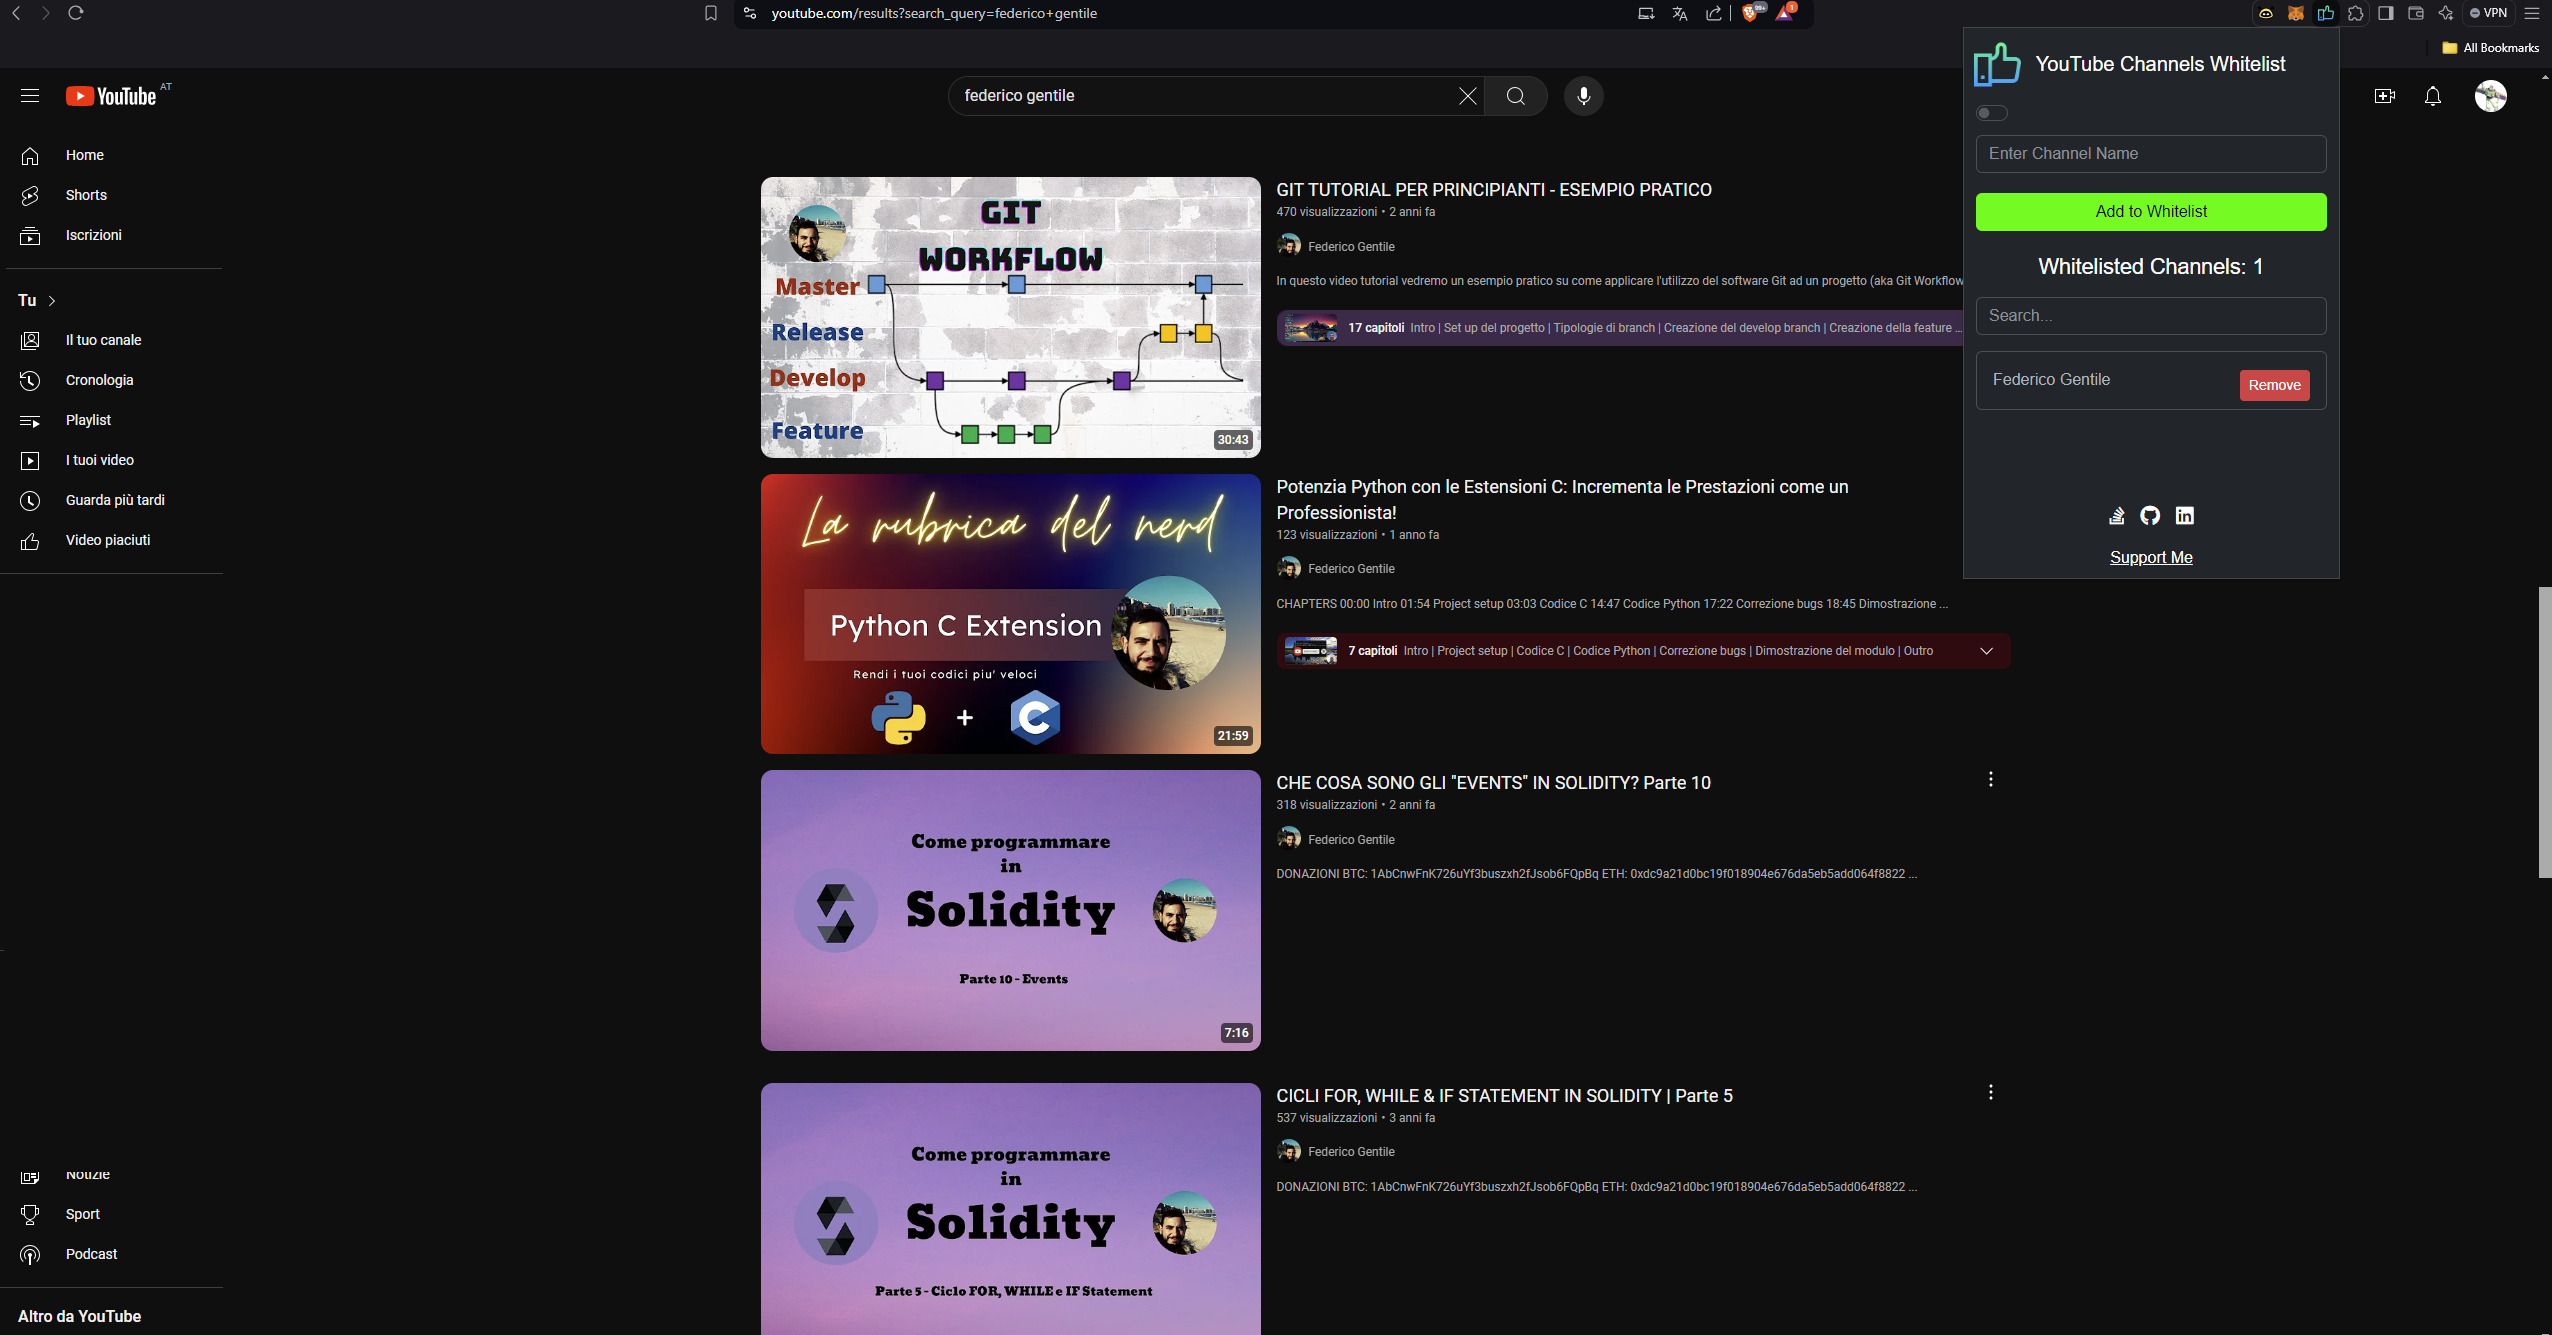 youtube.com/results?search_query=federico+gentile
99+
1
VPN
All Bookmarks
YouTube AT
federico gentile
Home
Shorts
Iscrizioni
Tu
Il tuo canale
Cronologia
Playlist
I tuoi video
Guarda più tardi
Video piaciuti
Notizie
Sport
Podcast
Altro da YouTube
GIT
WORKFLOW
Master
Release
Develop
Feature
30:43
GIT TUTORIAL PER PRINCIPIANTI - ESEMPIO PRATICO
470 visualizzazioni • 2 anni fa
Federico Gentile
In questo video tutorial vedremo un esempio pratico su come applicare l'utilizzo del software Git ad un progetto (aka Git Workflow
17 capitoli Intro | Set up del progetto | Tipologie di branch | Creazione del develop branch | Creazione della feature ...
La rubrica del nerd
Python C Extension
Rendi i tuoi codici piu' veloci
+
C
21:59
Potenzia Python con le Estensioni C: Incrementa le Prestazioni come un
Professionista!
123 visualizzazioni • 1 anno fa
Federico Gentile
CHAPTERS 00:00 Intro 01:54 Project setup 03:03 Codice C 14:47 Codice Python 17:22 Correzione bugs 18:45 Dimostrazione ...
7 capitoli Intro | Project setup | Codice C | Codice Python | Correzione bugs | Dimostrazione del modulo | Outro
Come programmare
in
Solidity
Parte 10 - Events
7:16
CHE COSA SONO GLI "EVENTS" IN SOLIDITY? Parte 10
318 visualizzazioni • 2 anni fa
Federico Gentile
DONAZIONI BTC: 1AbCnwFnK726uYf3buszxh2fJsob6FQpBq ETH: 0xdc9a21d0bc19f018904e676da5eb5add064f8822 ...
Come programmare
in
Solidity
Parte 5 - Ciclo FOR, WHILE e IF Statement
CICLI FOR, WHILE & IF STATEMENT IN SOLIDITY | Parte 5
537 visualizzazioni • 3 anni fa
Federico Gentile
DONAZIONI BTC: 1AbCnwFnK726uYf3buszxh2fJsob6FQpBq ETH: 0xdc9a21d0bc19f018904e676da5eb5add064f8822 ...
YouTube Channels Whitelist
Enter Channel Name
Add to Whitelist
Whitelisted Channels: 1
Search...
Federico Gentile
Remove
Support Me